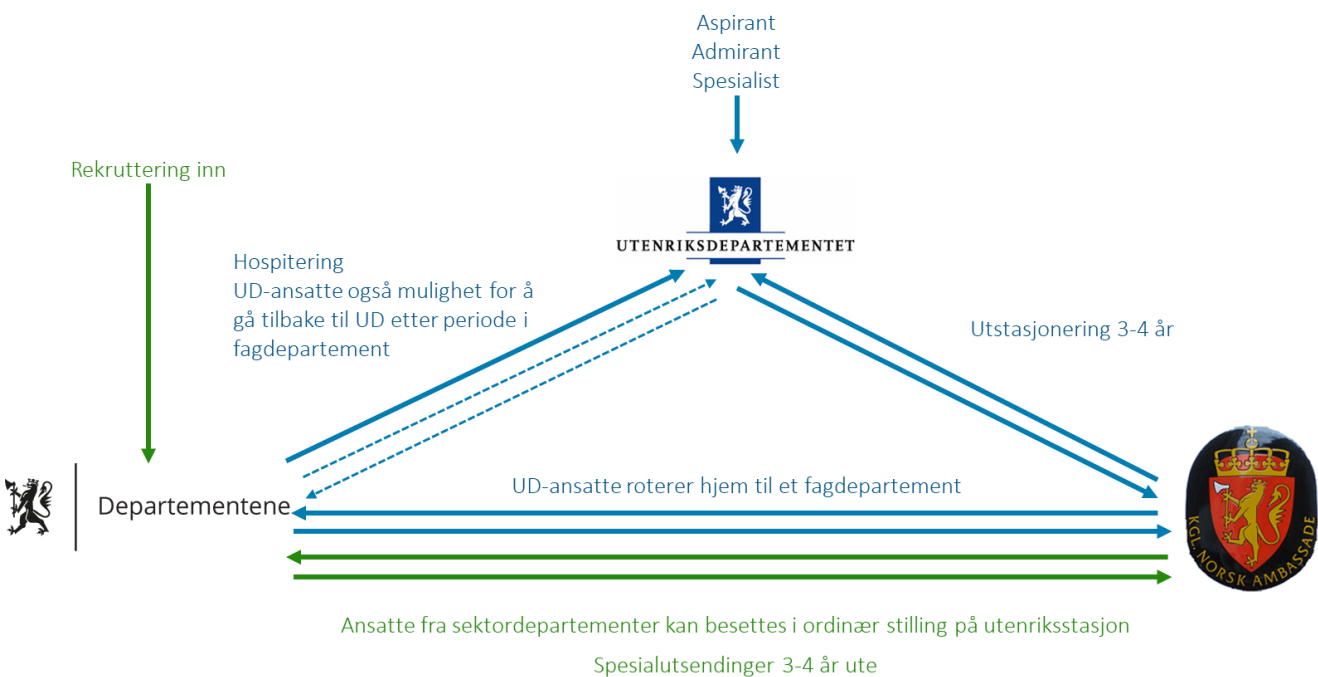 Aspirant
Admirant
Spesialist
Rekruttering inn
UTENRIKSDEPARTEMENTET
Hospitering
UD-ansatte også mulighet for å
gå tilbake til UD etter periode i
fagdepartement
Utstasjonering 3-4 år
UD-ansatte roterer hjem til et fagdepartement
Departementene
KGL. NORSK AMBASSADE
Ansatte fra sektordepartementer kan besettes i ordinær stilling på utenriksstasjon
Spesialutsendinger 3-4 år ute